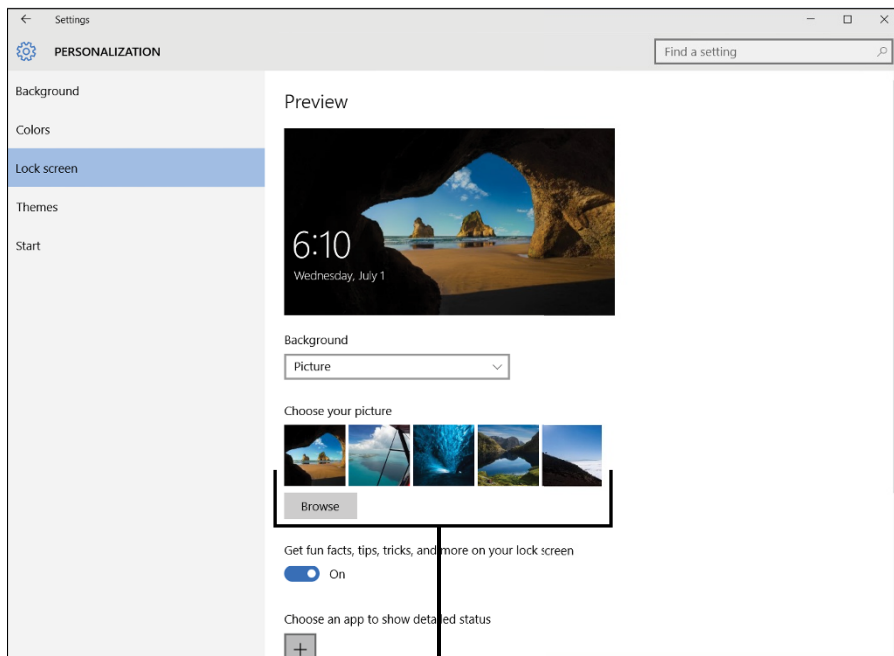 Settings
PERSONALIZATION
Find a setting
Background
Colors
Lock screen
Themes
Start
Preview
6:10
Wednesday, July 1
Background
Picture
Choose your picture
Browse
Get fun facts, tips, tricks, and more on your lock screen
On
Choose an app to show detailed status